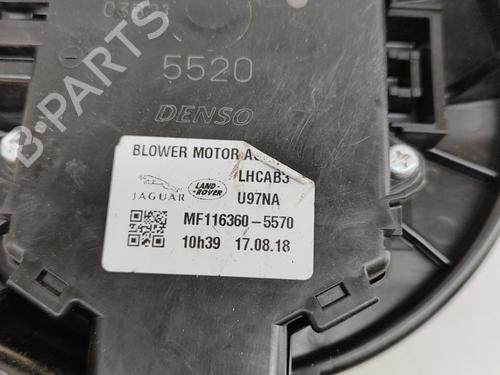 5520
DENSO
BLOWER MOTOR
LHCAB3
JAGUAR
LAND-
ROVER
U97NA
MF116360-5570
10h39 17.08.18
B-PARTS